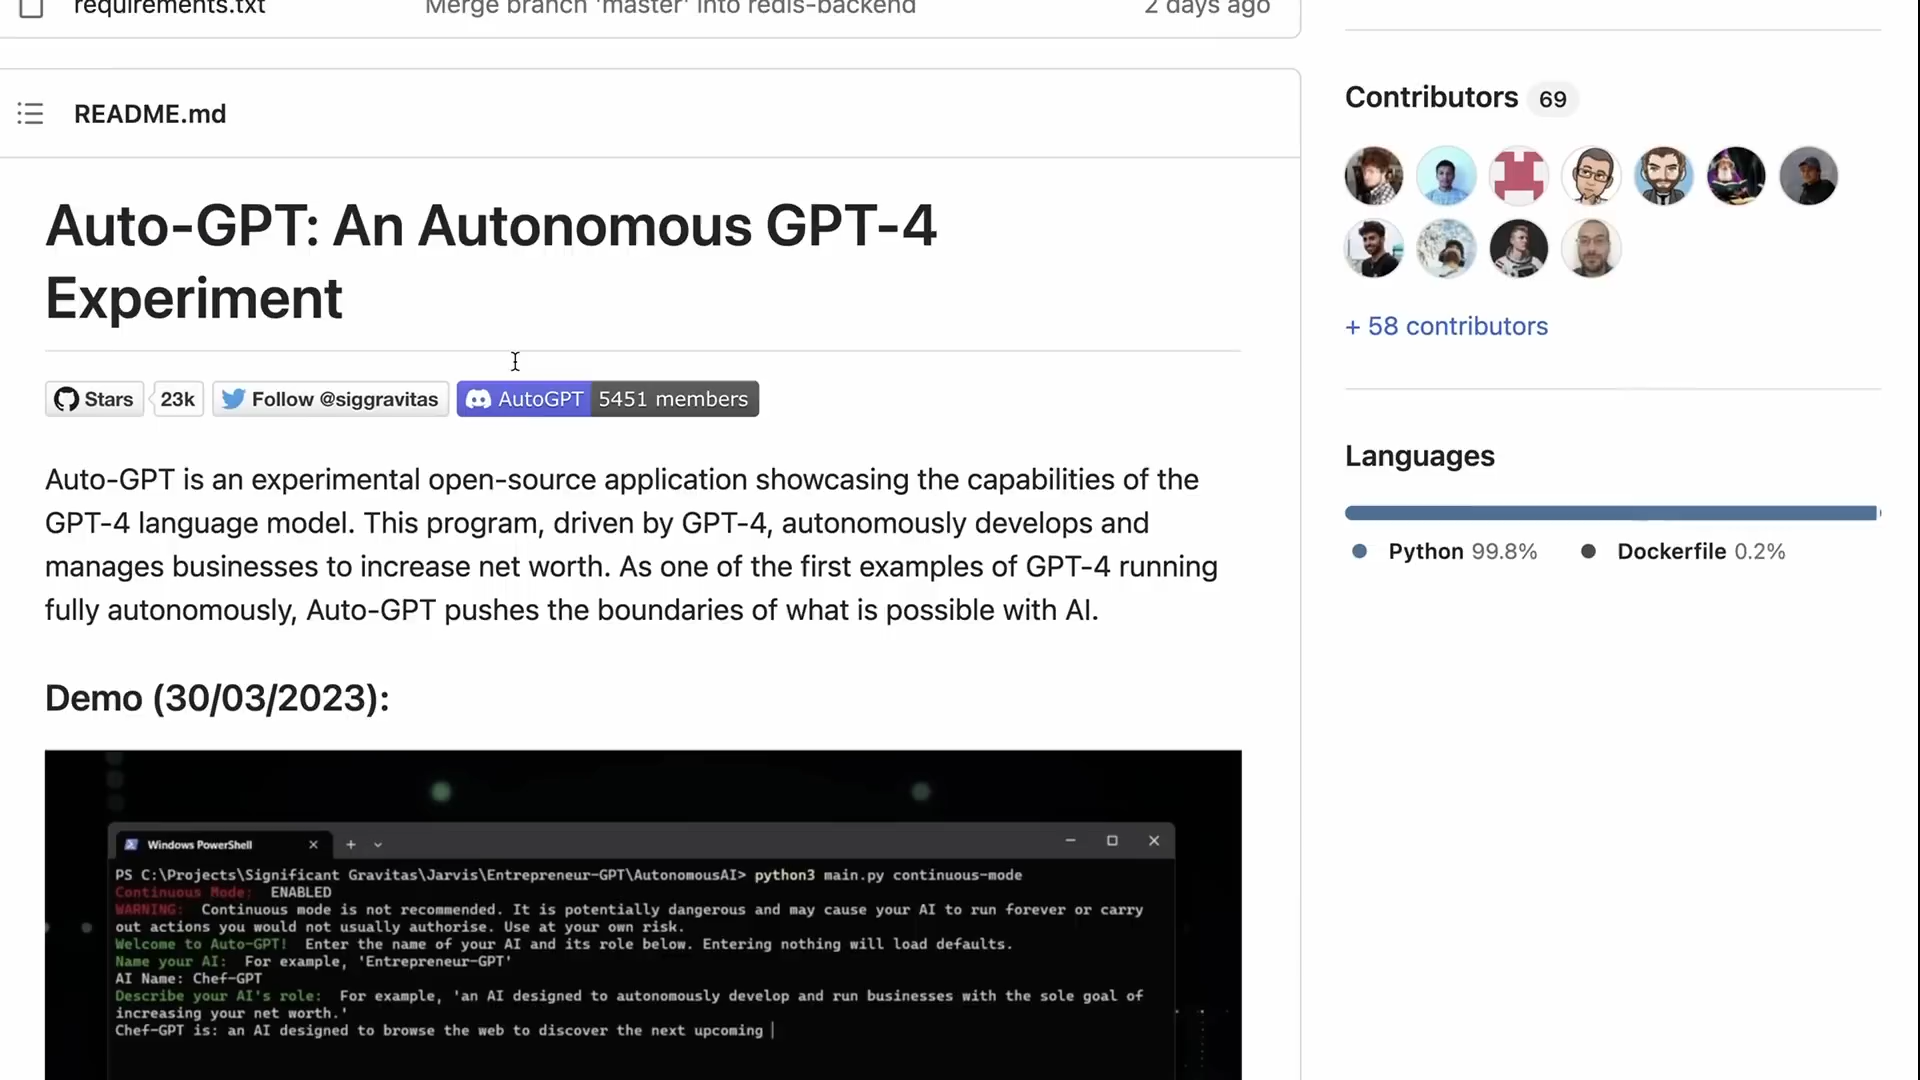 requirements.txt Merge branch 'master' into redis-backend 2 days ago
README.md
Auto-GPT: An Autonomous GPT-4
Experiment
Stars 23k Follow @siggravitas AutoGPT 5451 members
Auto-GPT is an experimental open-source application showcasing the capabilities of the
GPT-4 language model. This program, driven by GPT-4, autonomously develops and
manages businesses to increase net worth. As one of the first examples of GPT-4 running
fully autonomously, Auto-GPT pushes the boundaries of what is possible with AI.
Demo (30/03/2023):
Windows PowerShell
PS C:\Projects\Significant Gravitas\Jarvis\Entrepreneur-GPT\AutonomousAI> python3 main.py continuous-mode
Continuous Mode: ENABLED
WARNING: Continuous mode is not recommended. It is potentially dangerous and may cause your AI to run forever or carry
out actions you would not usually authorise. Use at your own risk.
Welcome to Auto-GPT! Enter the name of your AI and its role below. Entering nothing will load defaults.
Name your AI: For example, 'Entrepreneur-GPT'
AI Name: Chef-GPT
Describe your AI's role: For example, 'an AI designed to autonomously develop and run businesses with the sole goal of
increasing your net worth.'
Chef-GPT is: an AI designed to browse the web to discover the next upcoming
Contributors 69
+ 58 contributors
Languages
Python 99.8% Dockerfile 0.2%